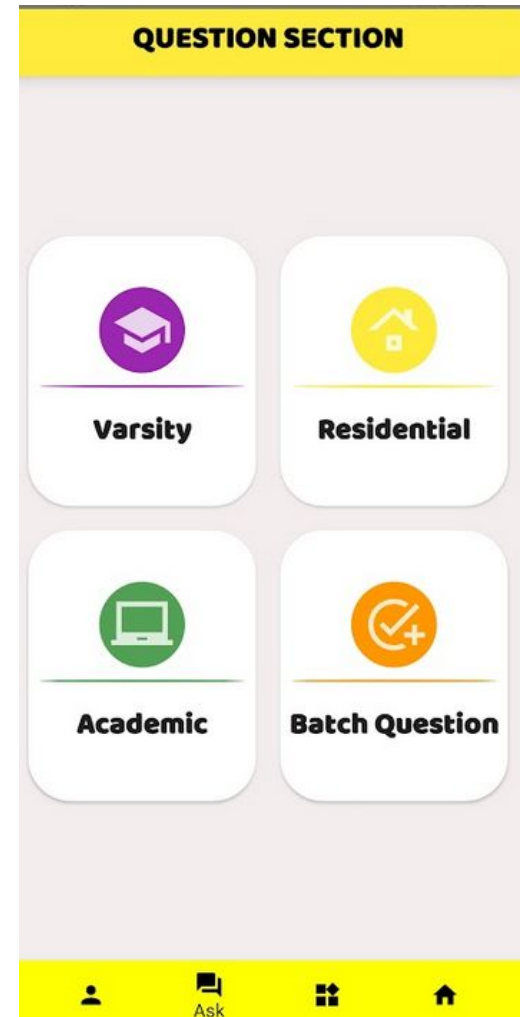 QUESTION SECTION
Varsity
Residential
Academic
Batch Question
Ask